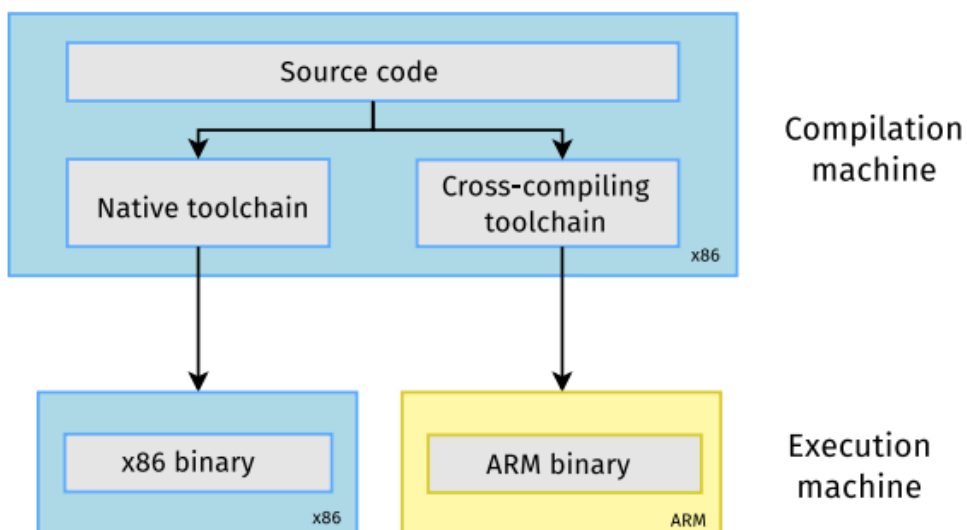 Source code
Compilation
machine
Native toolchain
Cross-compiling
toolchain
x86
x86 binary
ARM binary
Execution
machine
x86
ARM